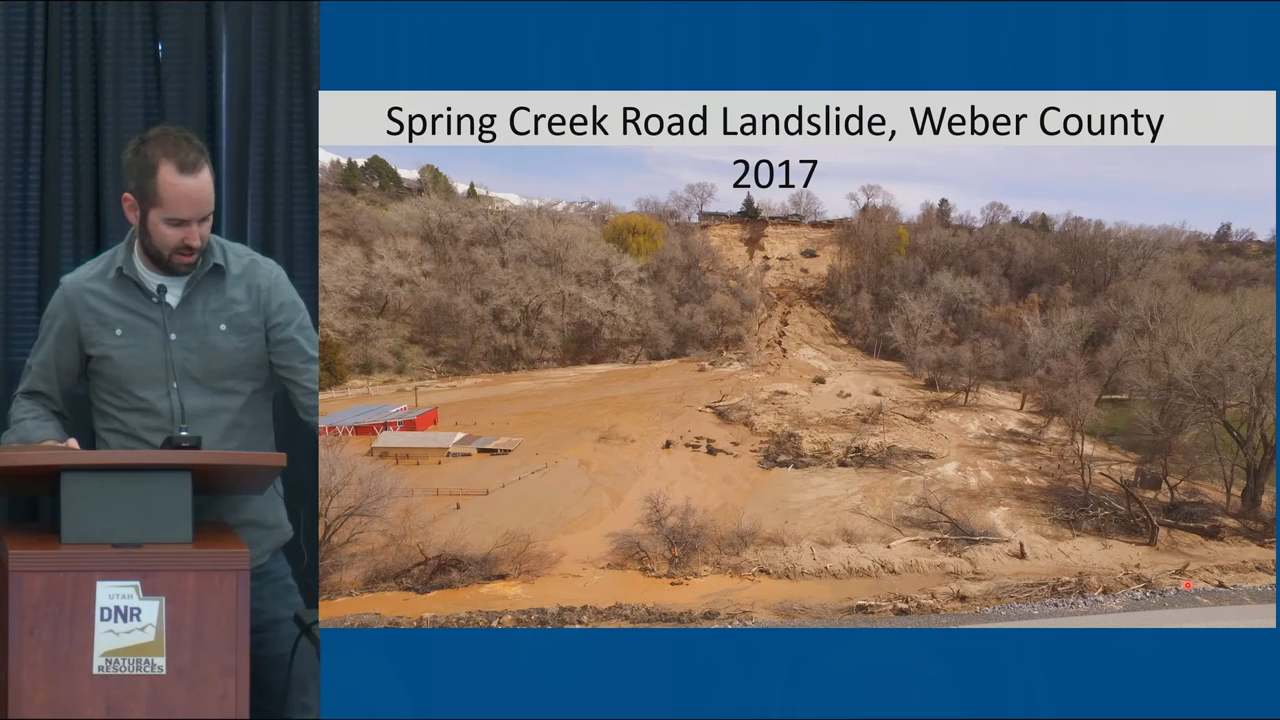 Spring Creek Road Landslide, Weber County
2017
UTAH
DNR
NATURAL
RESOURCES